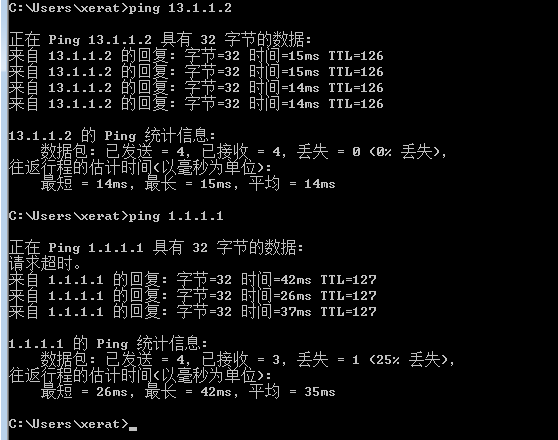 C:\Users\xerat>ping 13.1.1.2
正在 Ping 13.1.1.2 具有 32 字节的数据:
来自 13.1.1.2 的回复: 字节=32 时间=15ms TTL=126
来自 13.1.1.2 的回复: 字节=32 时间=15ms TTL=126
来自 13.1.1.2 的回复: 字节=32 时间=14ms TTL=126
来自 13.1.1.2 的回复: 字节=32 时间=14ms TTL=126
13.1.1.2 的 Ping 统计信息:
数据包: 已发送 = 4, 已接收 = 4, 丢失 = 0 (0% 丢失),
往返行程的估计时间(以毫秒为单位):
最短 = 14ms, 最长 = 15ms, 平均 = 14ms
C:\Users\xerat>ping 1.1.1.1
正在 Ping 1.1.1.1 具有 32 字节的数据:
请求超时。
来自 1.1.1.1 的回复: 字节=32 时间=42ms TTL=127
来自 1.1.1.1 的回复: 字节=32 时间=26ms TTL=127
来自 1.1.1.1 的回复: 字节=32 时间=37ms TTL=127
1.1.1.1 的 Ping 统计信息:
数据包: 已发送 = 4, 已接收 = 3, 丢失 = 1 (25% 丢失),
往返行程的估计时间(以毫秒为单位):
最短 = 26ms, 最长 = 42ms, 平均 = 35ms
C:\Users\xerat>_